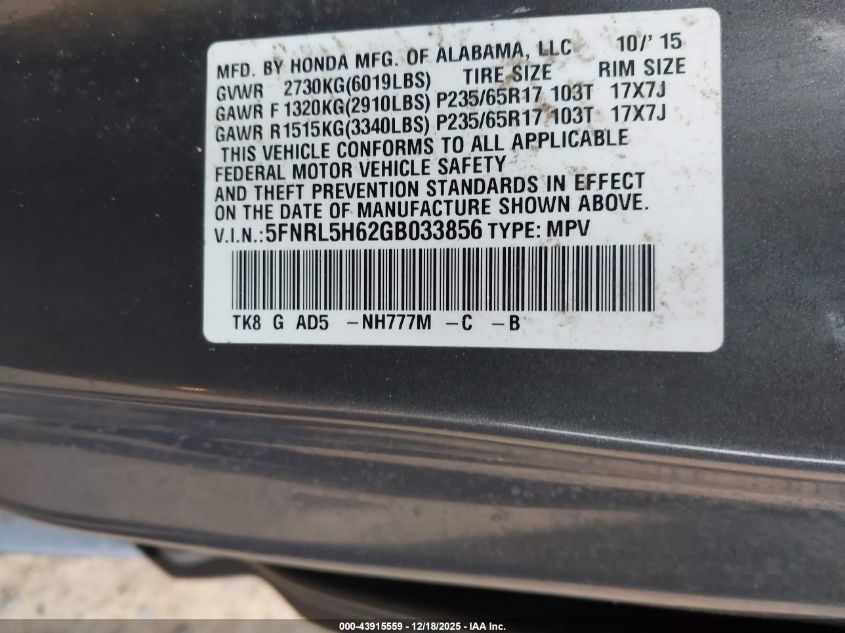 MFD. BY HONDA MFG. OF ALABAMA, LLC 10/' 15
GVWR 2730KG(6019LBS) TIRE SIZE RIM SIZE
GAWR F 1320KG(2910LBS) P235/65R17 103T 17X7J
GAWR R1515KG(3340LBS) P235/65R17 103T 17X7J
THIS VEHICLE CONFORMS TO ALL APPLICABLE
FEDERAL MOTOR VEHICLE SAFETY
AND THEFT PREVENTION STANDARDS IN EFFECT
ON THE DATE OF MANUFACTURE SHOWN ABOVE.
V.I.N.:5FNRL5H62GB033856 TYPE: MPV
TK8 G AD5 -NH777M -C -B
000-43915559 | 12/18/2025 - IAA Inc.